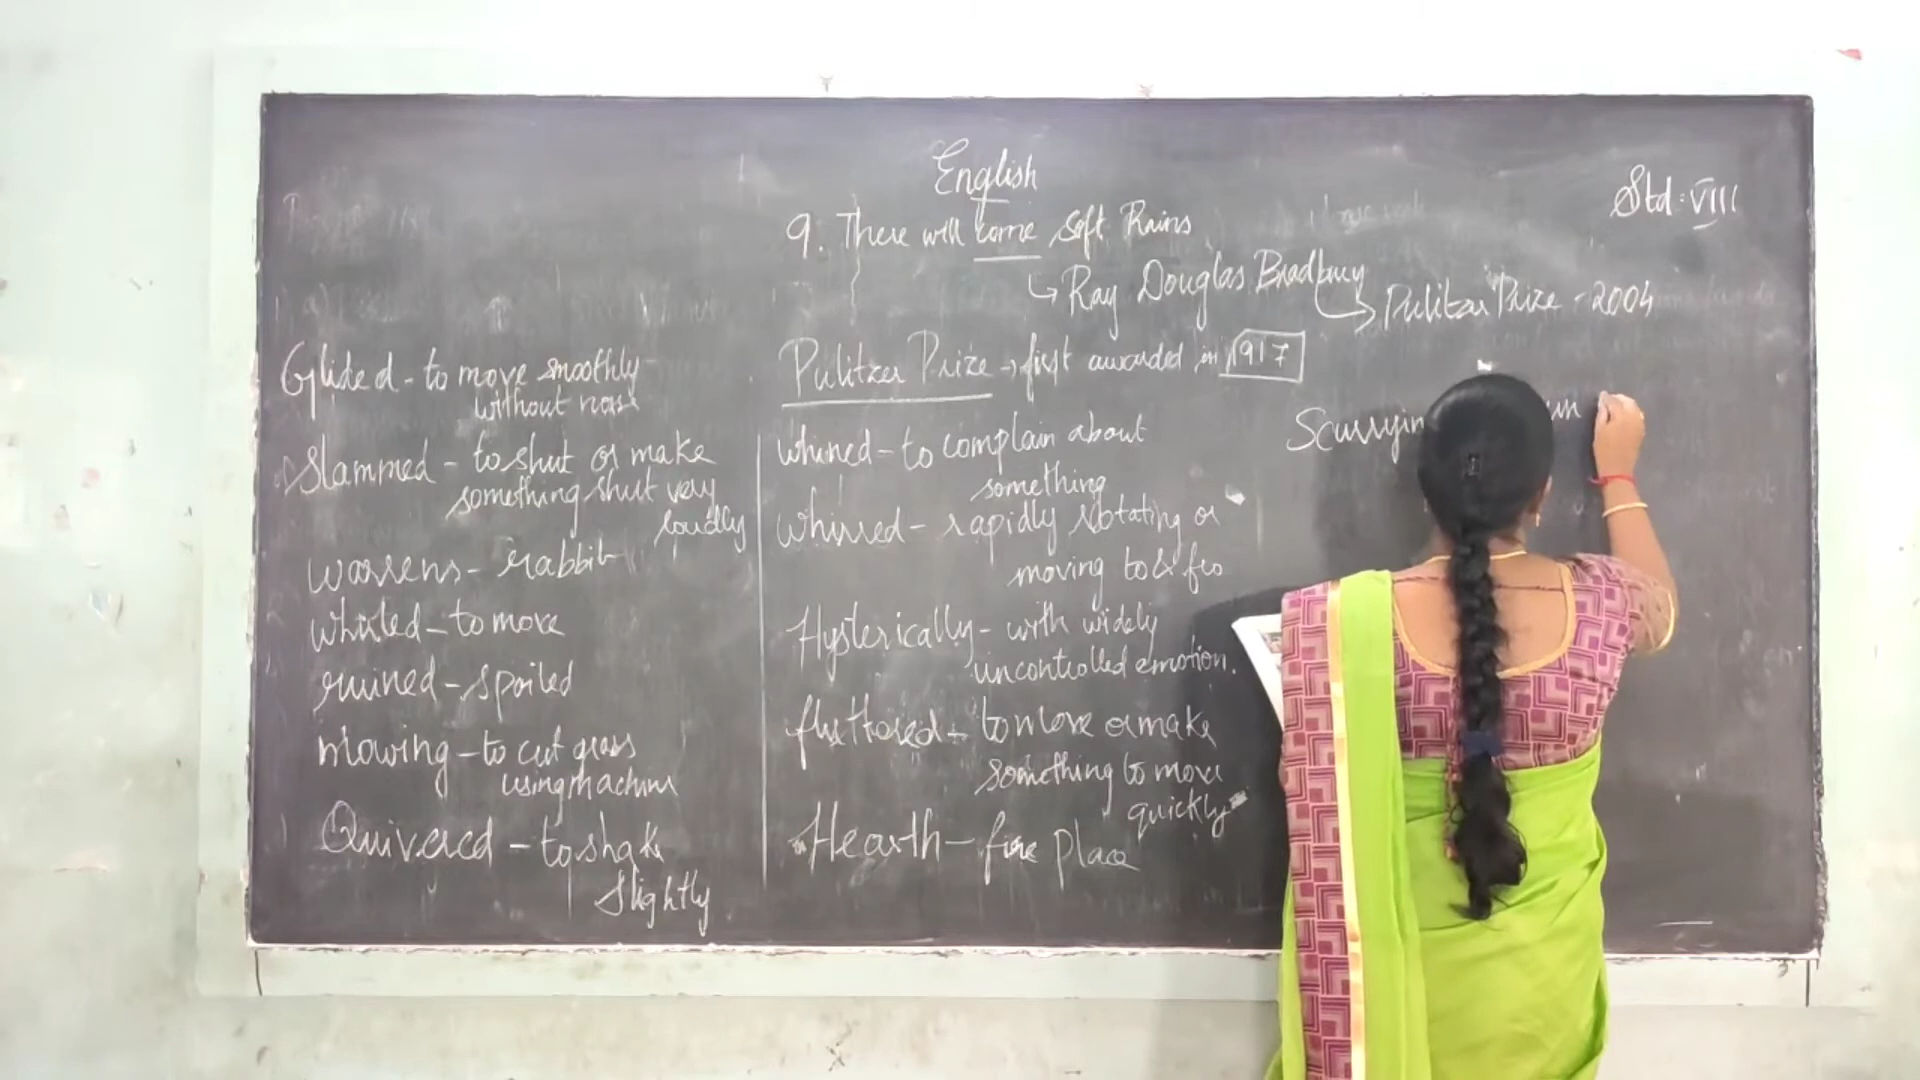 English
Std: VIII
9. There will come soft Rains
↳ Ray Douglas Bradbury
↳ Pulitzer Prize - 2004
Pulitzer Prize → first awarded in 1917
Glided - to move smoothly
without noise
Slammed - to shut or make
something shut very
loudly
warrens - rabbit
whirled - to move
ruined - spoiled
mowing - to cut grass
using machine
Quivered - to shake
slightly
whined - to complain about
something
whirred - rapidly rotating or
moving to & fro
Hysterically - with widely
uncontrolled emotion.
fluttered - to move or make
something to move
quickly
Hearth - fire place
Scurryin
un